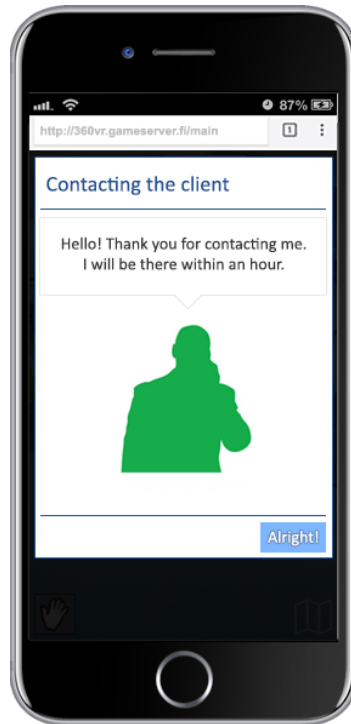 87%
http://360vr.gameserver.fi/main
1
Contacting the client
Hello! Thank you for contacting me.
I will be there within an hour.
Alright!